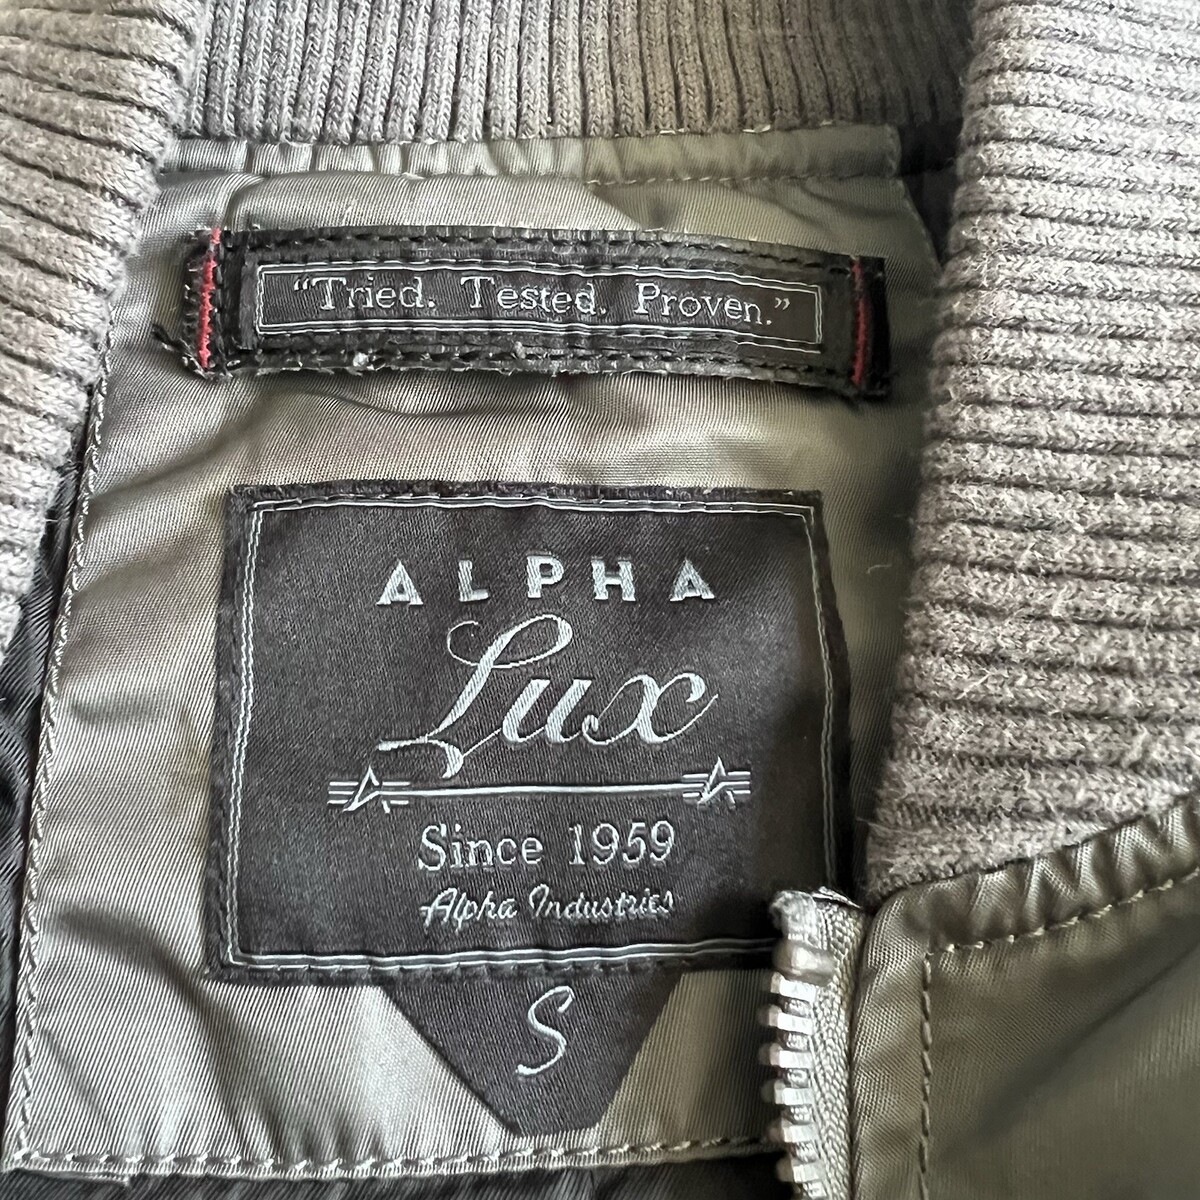 “Tried. Tested. Proven.”
ALPHA
Lux
Since 1959
Alpha Industries
S